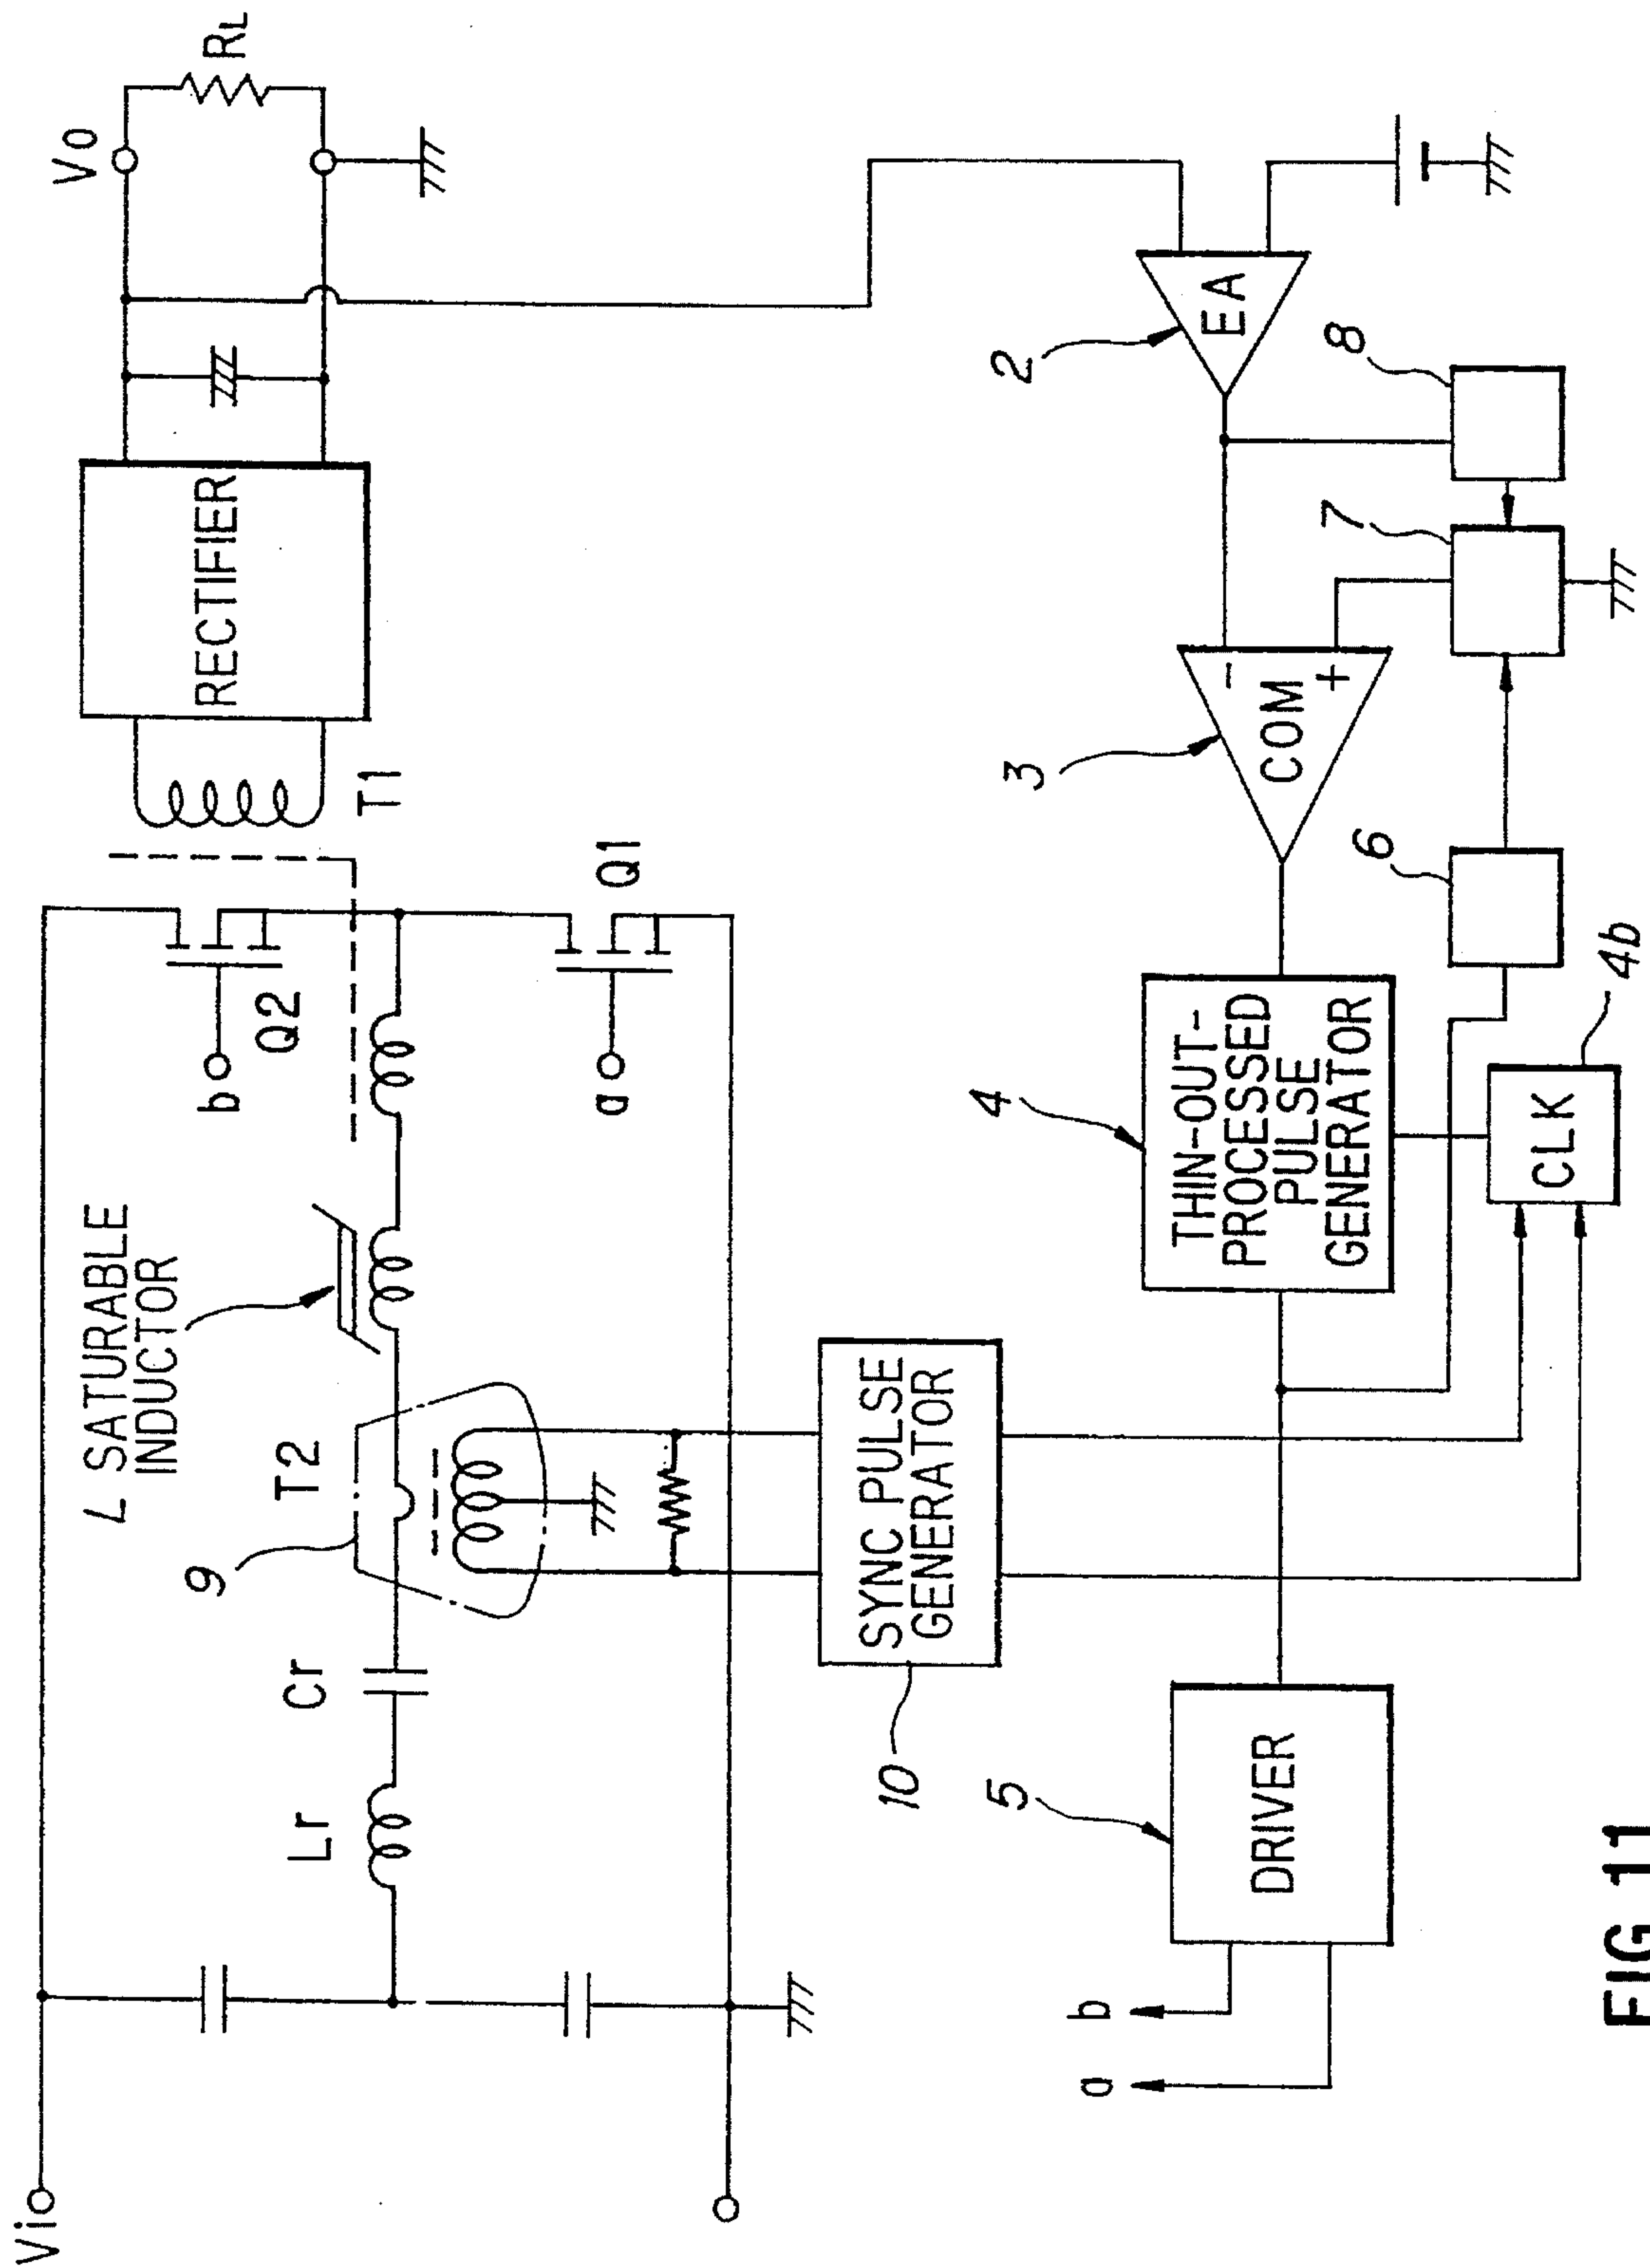 Vi
Vo
RL
RECTIFIER
T1
b
Q2
a
Q1
L SATURABLE
INDUCTOR
T2
9
Cr
Lr
SYNC PULSE
GENERATOR
10
2
EA
3
COM
-
+
8
7
6
4
THIN-OUT-
PROCESSED
PULSE
GENERATOR
4b
CLK
5
DRIVER
b
a
FIG. 11